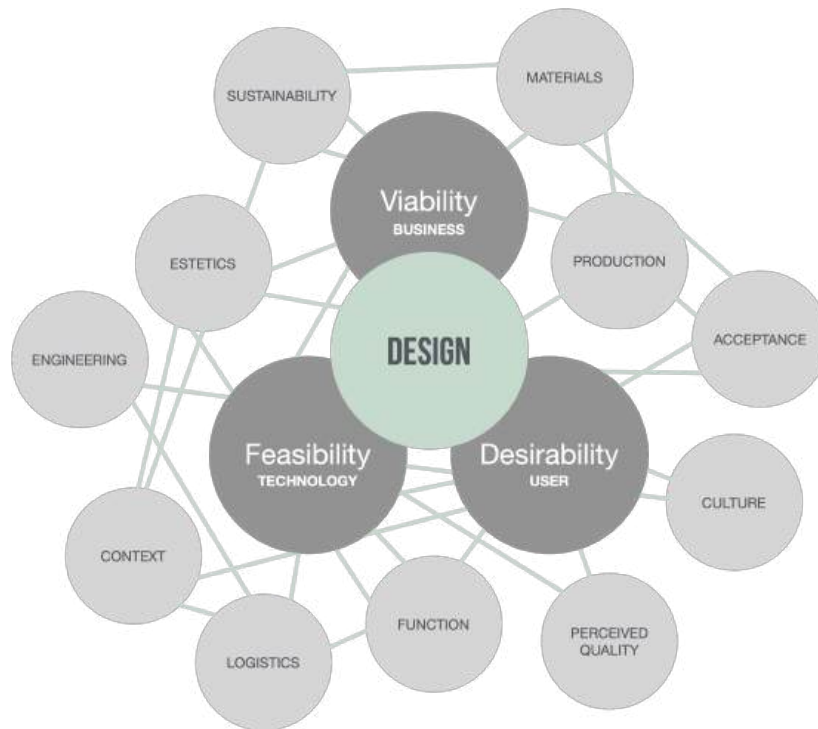 MATERIALS
SUSTAINABILITY
Viability
BUSINESS
ESTETICS
PRODUCTION
ENGINEERING
DESIGN
ACCEPTANCE
Feasibility
TECHNOLOGY
Desirability
USER
CULTURE
CONTEXT
FUNCTION
PERCEIVED
QUALITY
LOGISTICS